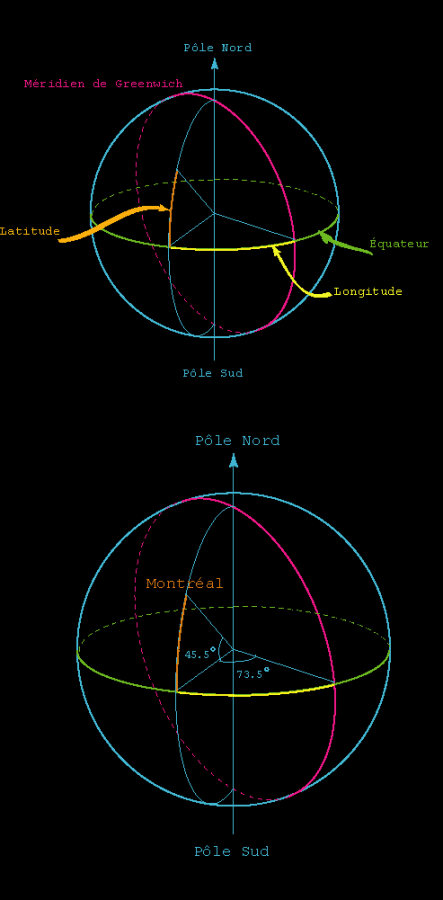 Pôle Nord
Méridien de Greenwich
Latitude
Équateur
Longitude
Pôle Sud
Pôle Nord
Montréal
45.5°
73.5°
Pôle Sud